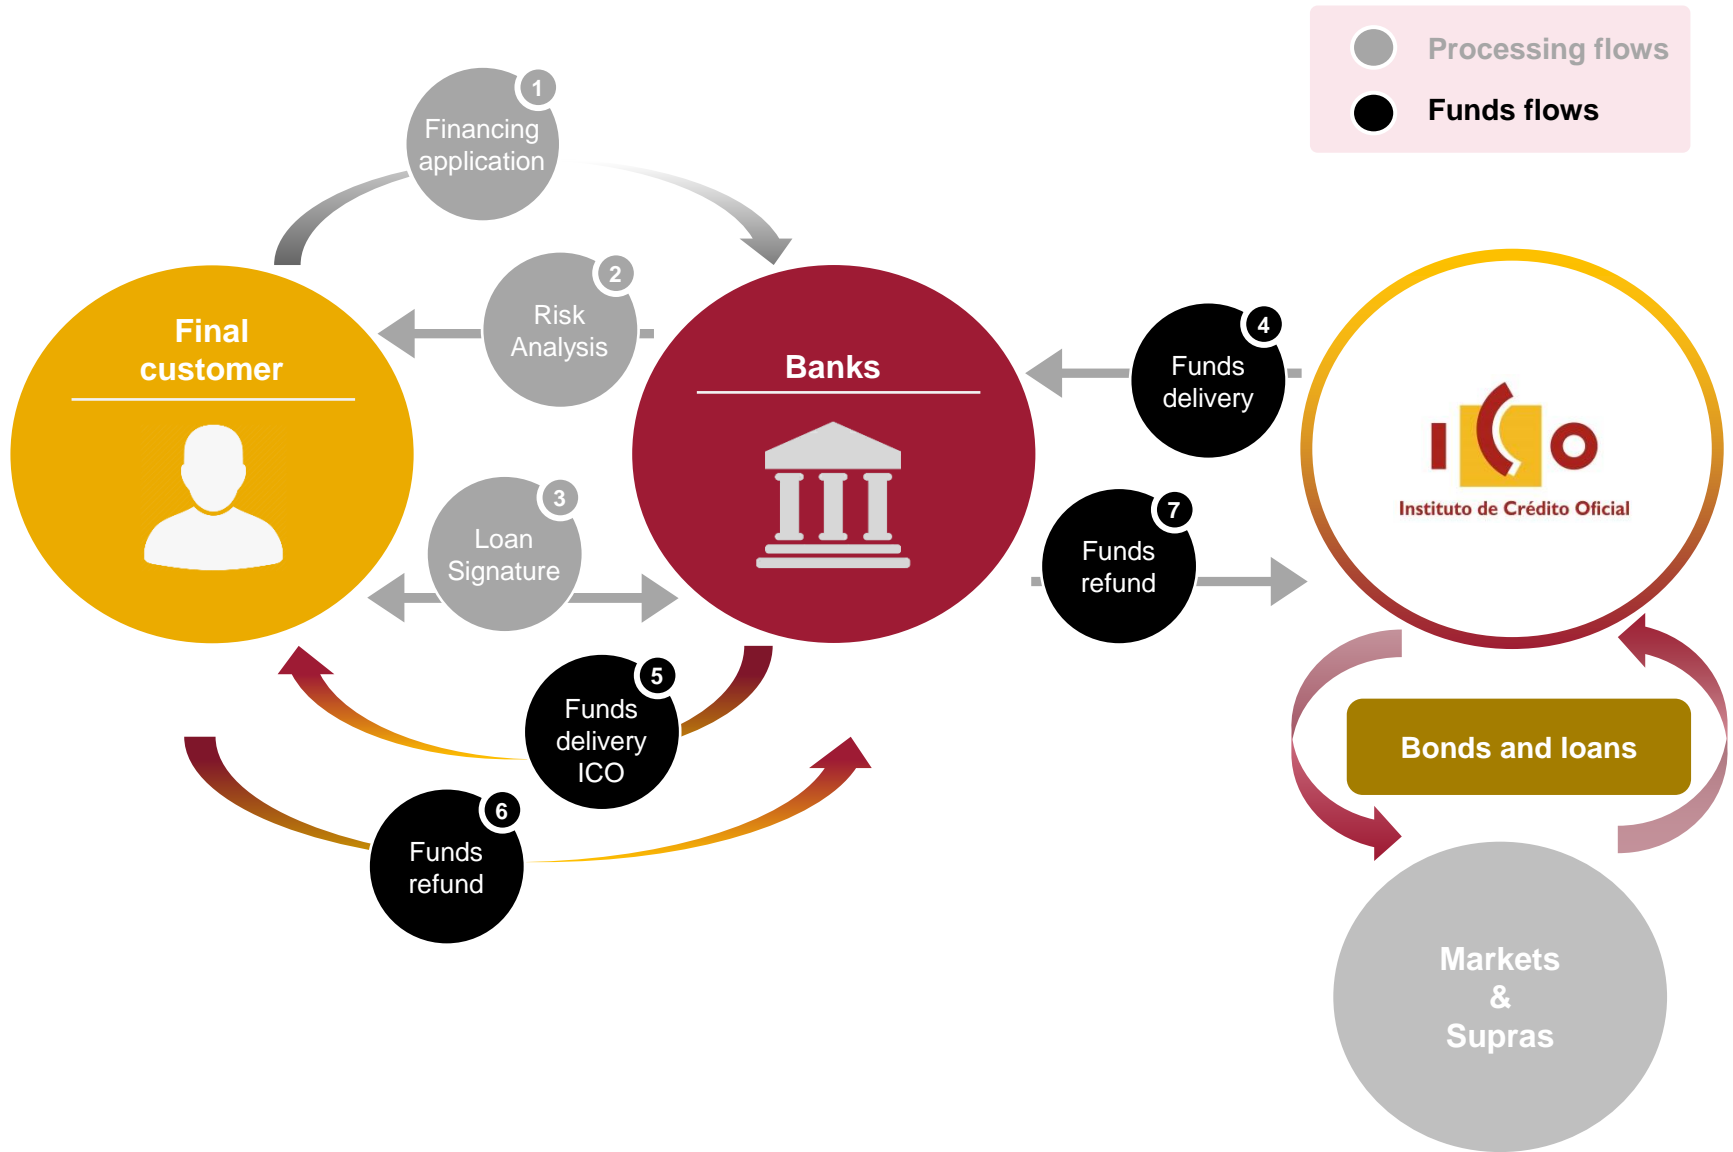 Processing flows
Funds flows
1
Financing
application
2
Risk
Analysis
Final
customer
Banks
4
Funds
delivery
ICO
Instituto de Crédito Oficial
3
Loan
Signature
7
Funds
refund
5
Funds
delivery
ICO
6
Funds
refund
Bonds and loans
Markets
&
Supras